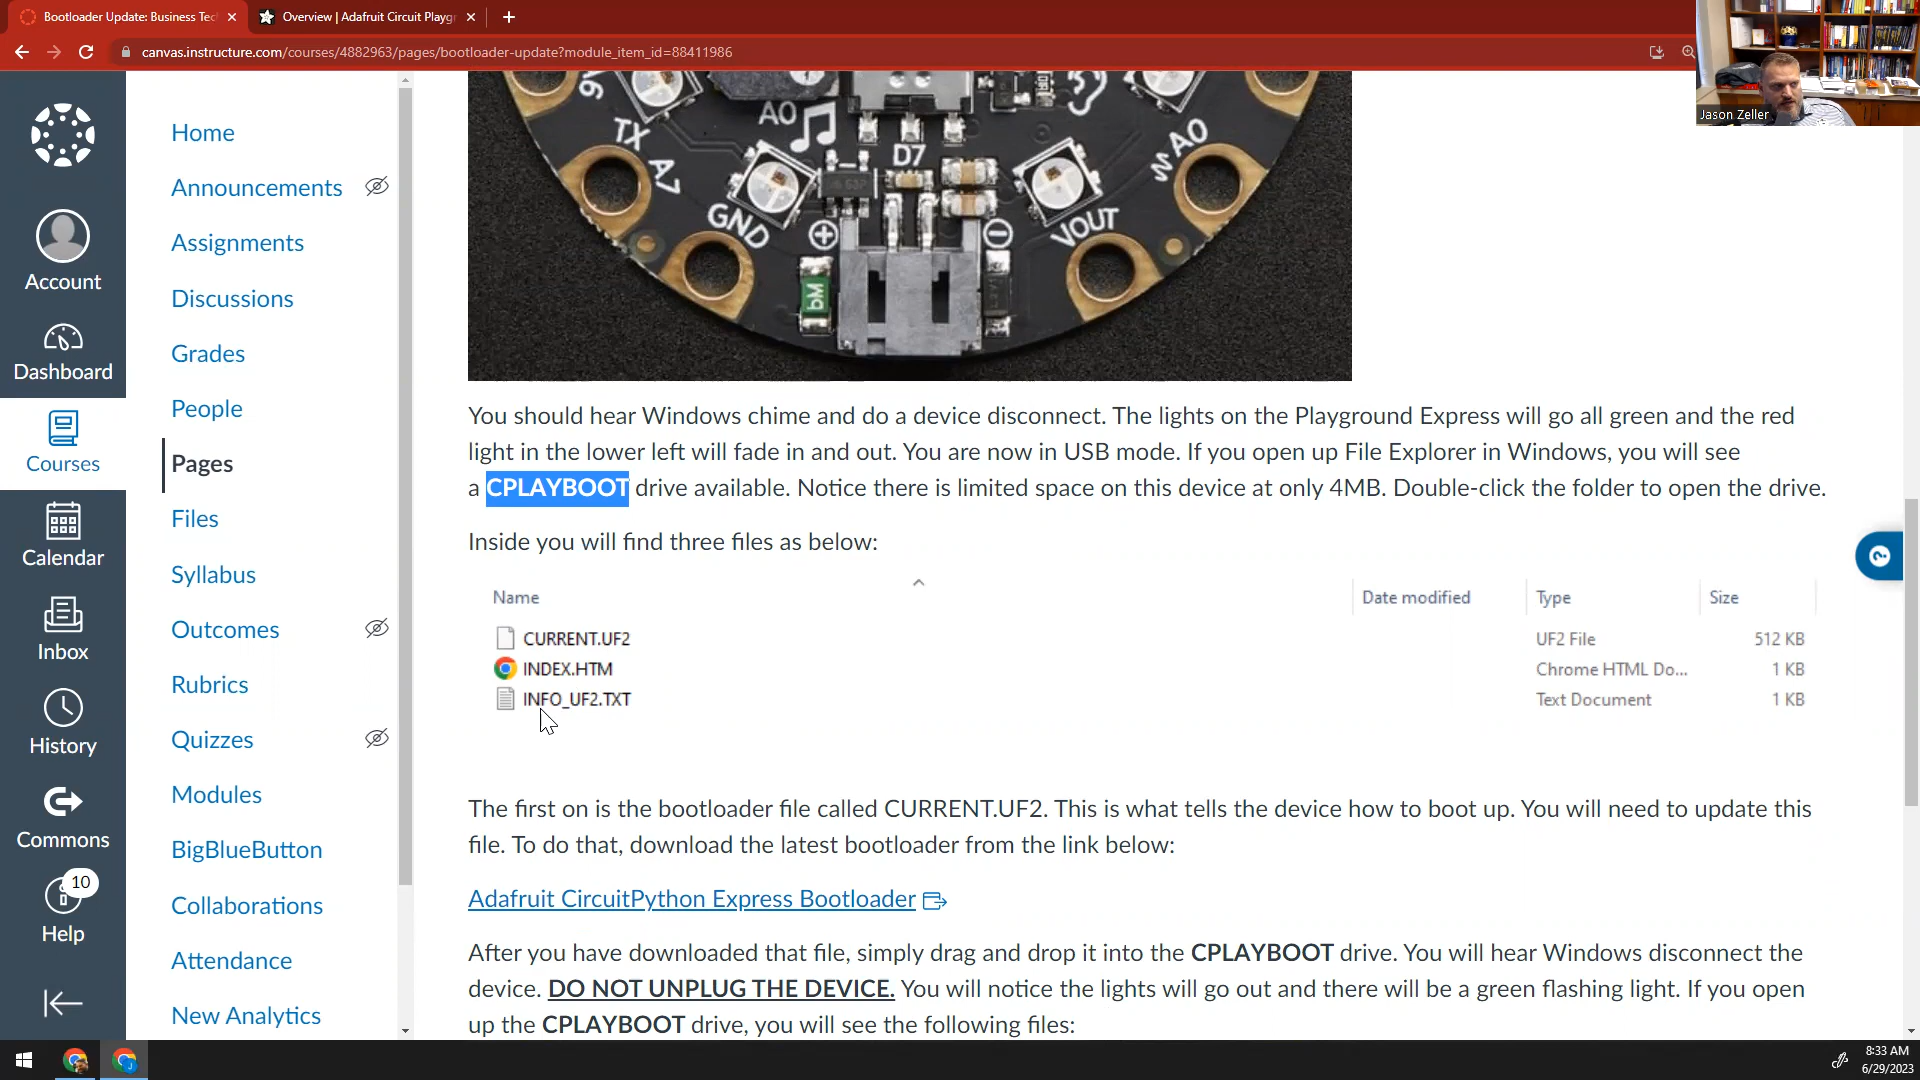 Bootloader Update: Business Tec
Overview | Adafruit Circuit Playgr
canvas.instructure.com/courses/4882963/pages/bootloader-update?module_item_id=88411986
Jason Zeller
Account
Dashboard
Courses
Calendar
Inbox
History
Commons
10
Help
Home
Announcements
Assignments
Discussions
Grades
People
Pages
Files
Syllabus
Outcomes
Rubrics
Quizzes
Modules
BigBlueButton
Collaborations
Attendance
New Analytics
A0
TX A7
D7
A0
GND
VOUT
You should hear Windows chime and do a device disconnect. The lights on the Playground Express will go all green and the red
light in the lower left will fade in and out. You are now in USB mode. If you open up File Explorer in Windows, you will see
a CPLAYBOOT drive available. Notice there is limited space on this device at only 4MB. Double-click the folder to open the drive.
Inside you will find three files as below:
Name Date modified Type Size
CURRENT.UF2 UF2 File 512 KB
INDEX.HTM Chrome HTML Do... 1 KB
INFO_UF2.TXT Text Document 1 KB
The first on is the bootloader file called CURRENT.UF2. This is what tells the device how to boot up. You will need to update this
file. To do that, download the latest bootloader from the link below:
Adafruit CircuitPython Express Bootloader
After you have downloaded that file, simply drag and drop it into the CPLAYBOOT drive. You will hear Windows disconnect the
device. DO NOT UNPLUG THE DEVICE. You will notice the lights will go out and there will be a green flashing light. If you open
up the CPLAYBOOT drive, you will see the following files:
8:33 AM
6/29/2023